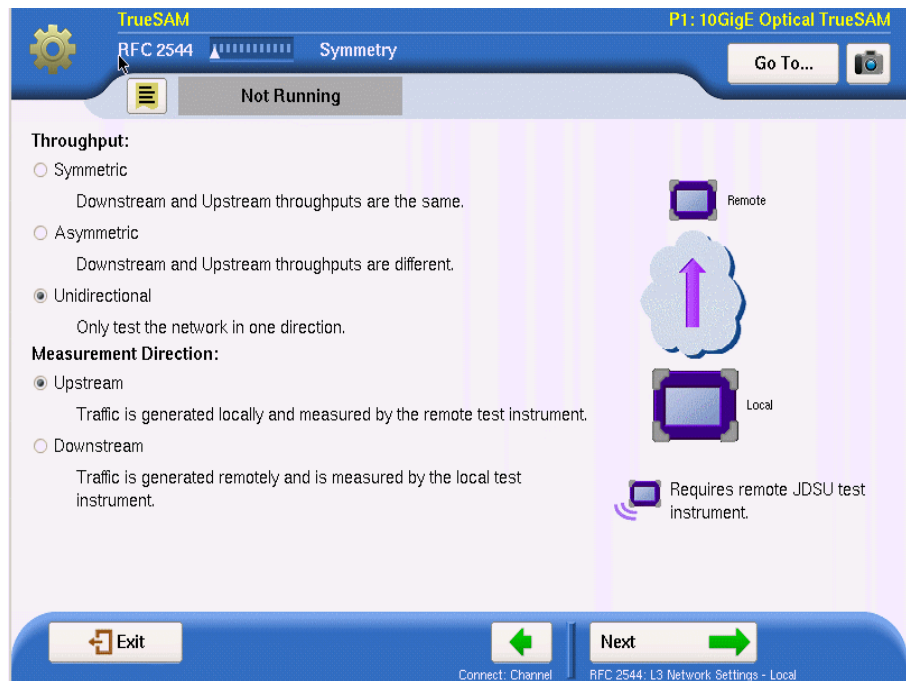 TrueSAM
P1: 10GigE Optical TrueSAM
RFC 2544
Symmetry
Go To...
Not Running
Throughput:
Symmetric
Downstream and Upstream throughputs are the same.
Asymmetric
Downstream and Upstream throughputs are different.
Unidirectional
Only test the network in one direction.
Measurement Direction:
Upstream
Traffic is generated locally and measured by the remote test instrument.
Downstream
Traffic is generated remotely and is measured by the local test
instrument.
Remote
Local
Requires remote JDSU test
instrument.
Exit
Next
Connect: Channel
RFC 2544: L3 Network Settings - Local